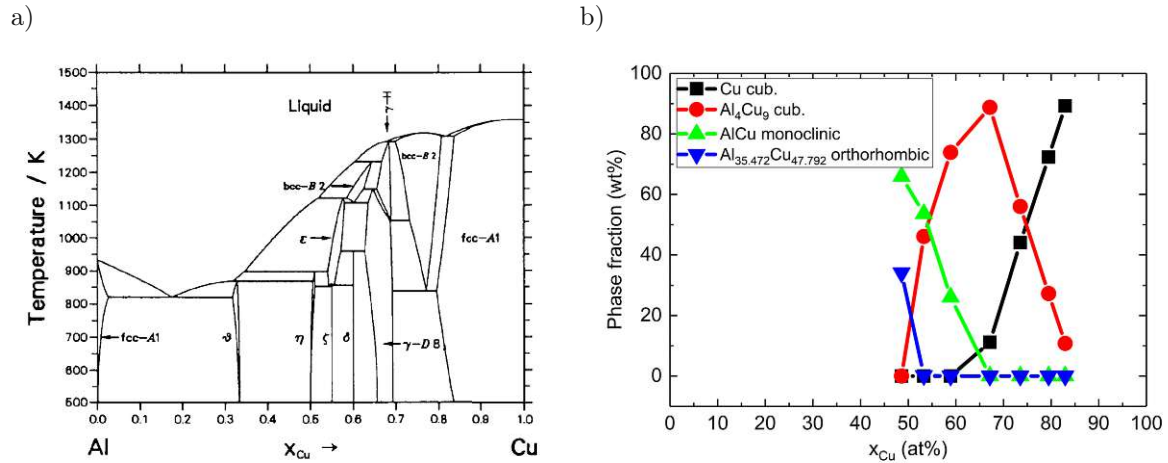 a)
b)
1500
1400
1300
1200
1100
1000
900
800
700
600
Temperature / K
Liquid
γ
H
bcc-B2
bcc-B2
ε
fcc-A1
fcc-A1
ϑ
η
ζ
δ
γ-D8
0.0 0.1 0.2 0.3 0.4 0.5 0.6 0.7 0.8 0.9 1.0
Al
x_Cu →
Cu
100
80
60
40
20
0
Phase fraction (wt%)
Cu cub.
Al₄Cu₉ cub.
AlCu monoclinic
Al₃₅.₄₇₂Cu₄₇.₇₉₂ orthorhombic
0 10 20 30 40 50 60 70 80 90 100
x_Cu (at%)